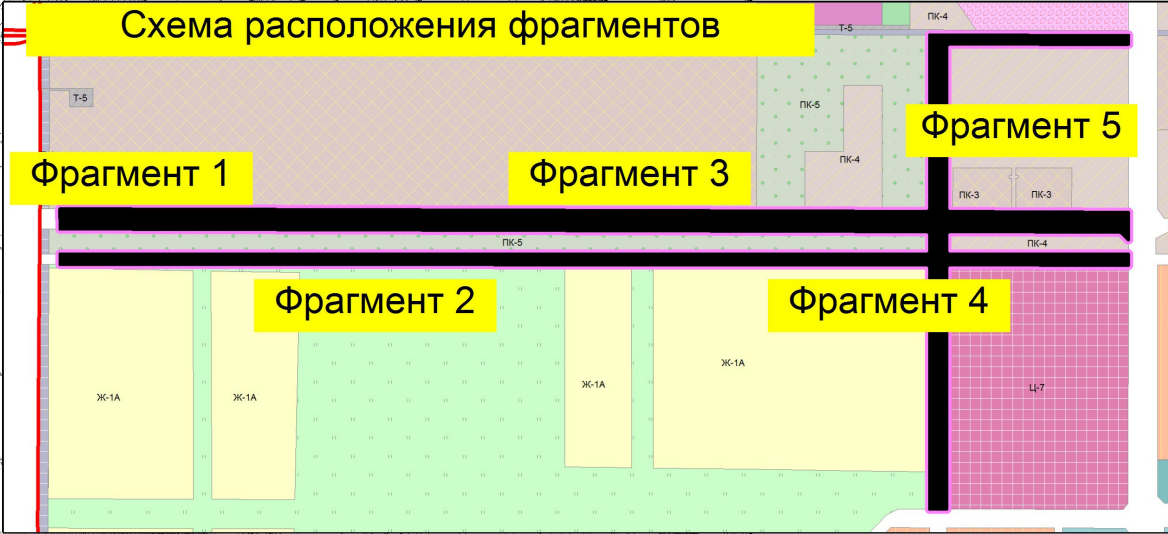 Схема расположения фрагментов
ПК-4
Т-5
Т-5
ПК-5
Фрагмент 5
ПК-4
Фрагмент 1
Фрагмент 3
ПК-3
ПК-3
ПК-5
ПК-4
Фрагмент 2
Фрагмент 4
Ж-1А
Ж-1А
Ж-1А
Ж-1А
Ц-7